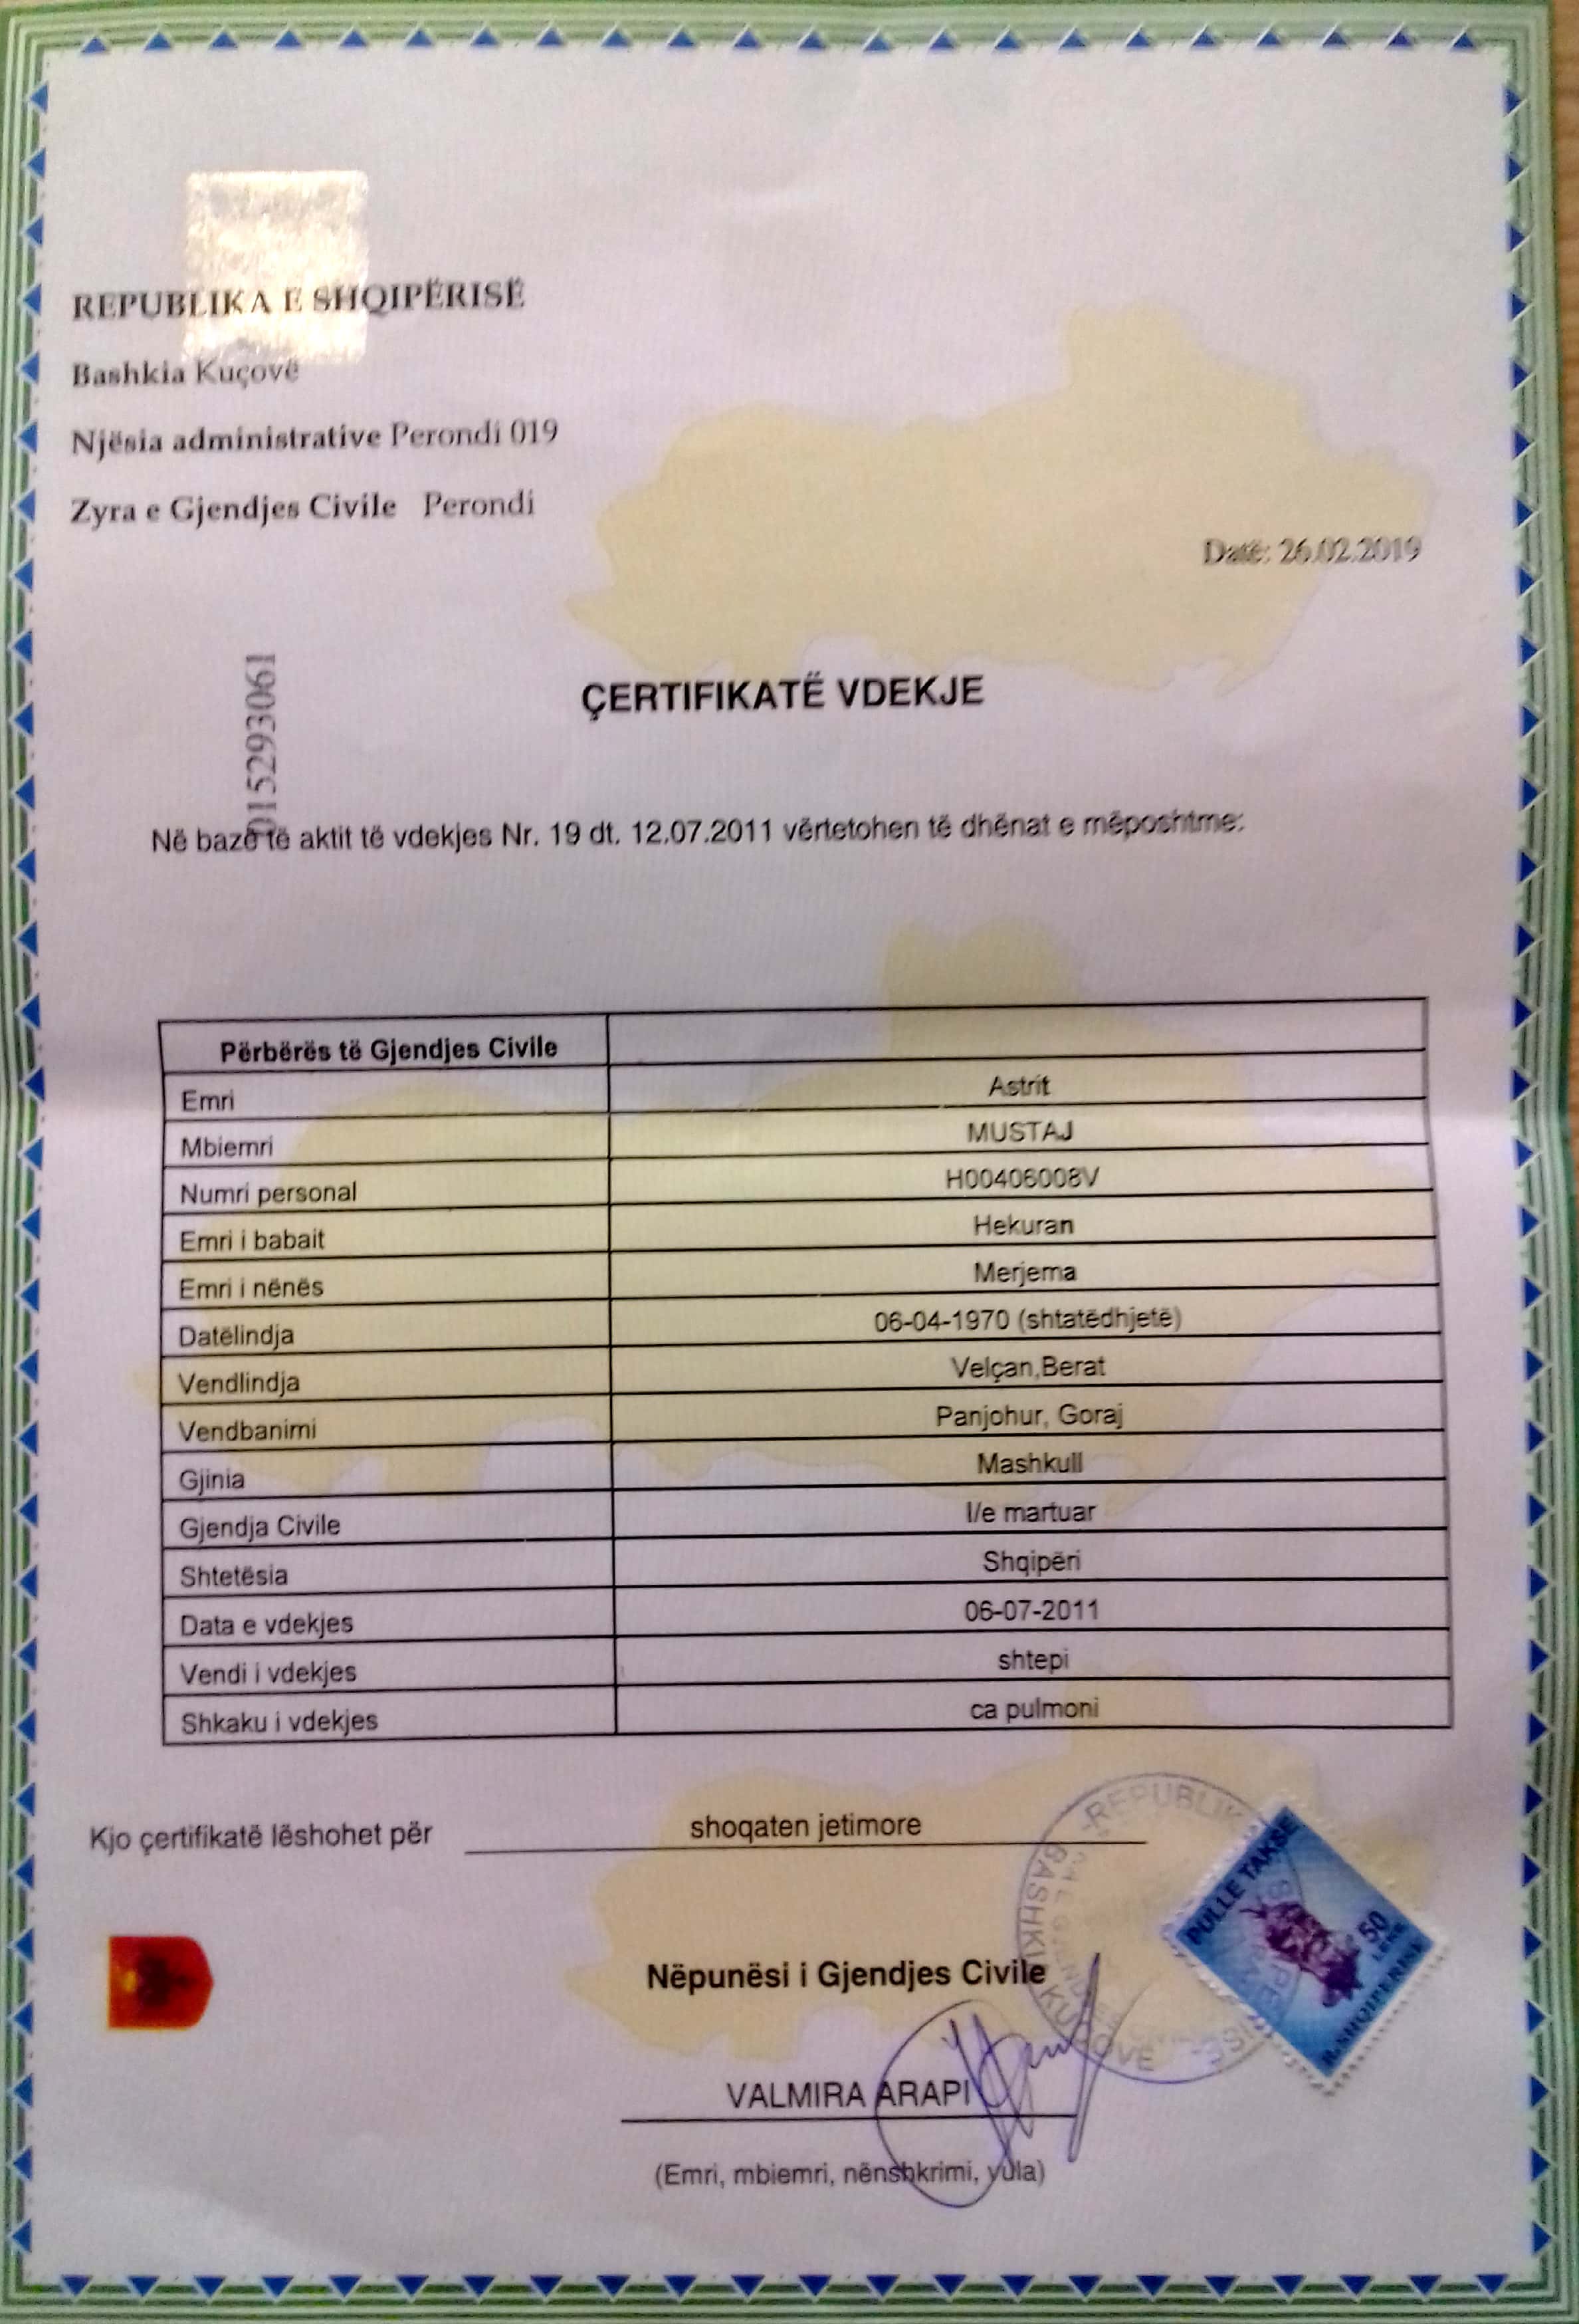 REPUBLIKA E SHQIPËRISË
Bashkia Kuçovë
Njësia administrative Perondi 019
Zyra e Gjendjes Civile Perondi
Datë: 26.02.2019
015293061
ÇERTIFIKATË VDEKJE
Në bazë të aktit të vdekjes Nr. 19 dt. 12.07.2011 vërtetohen të dhënat e mëposhtme:
Përbërës të Gjendjes Civile
Emri Astrit
Mbiemri MUSTAJ
Numri personal H00406008V
Emri i babait Hekuran
Emri i nënës Merjema
Datëlindja 06-04-1970 (shtatëdhjetë)
Vendlindja Velçan,Berat
Vendbanimi Panjohur, Goraj
Gjinia Mashkull
Gjendja Civile I/e martuar
Shtetësia Shqipëri
Data e vdekjes 06-07-2011
Vendi i vdekjes shtepi
Shkaku i vdekjes ca pulmoni
Kjo çertifikatë lëshohet për shoqaten jetimore
PULLE TAKSE
50
LEKE
R. SHQIPERISE
Nëpunësi i Gjendjes Civile
VALMIRA ARAPI
(Emri, mbiemri, nënshkrimi, vula)